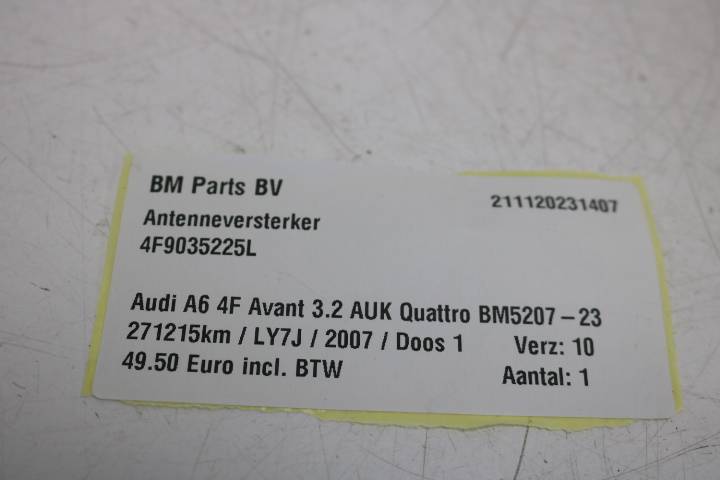 BM Parts BV 211120231407
Antenneversterker
4F9035225L
Audi A6 4F Avant 3.2 AUK Quattro BM5207-23
271215km / LY7J / 2007 / Doos 1 Verz: 10
49.50 Euro incl. BTW Aantal: 1